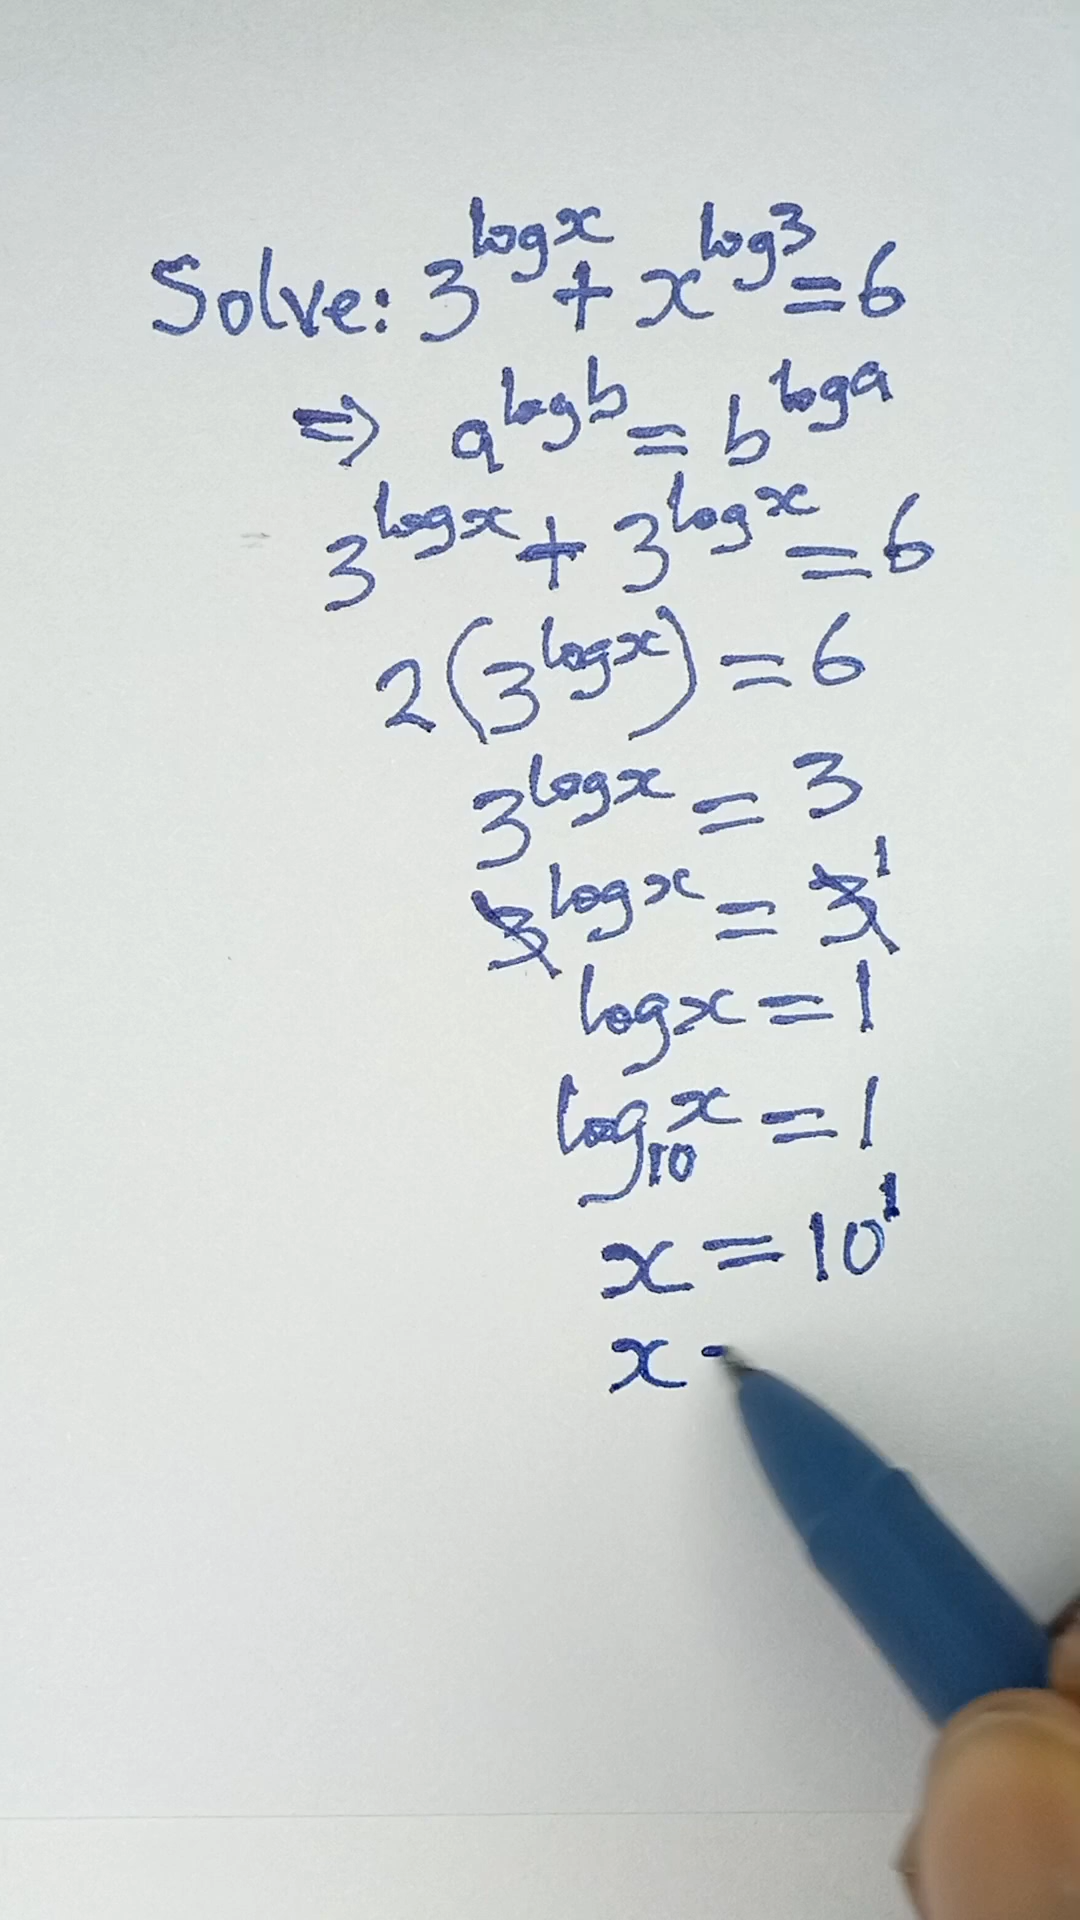 Solve: 3^{log x} + x^{log 3} = 6
⇒ a^{log b} = b^{log a}
3^{log x} + 3^{log x} = 6
2(3^{log x}) = 6
3^{log x} = 3
3^{log x} = 3^1
log x = 1
log_{10} x = 1
x = 10^1
x -